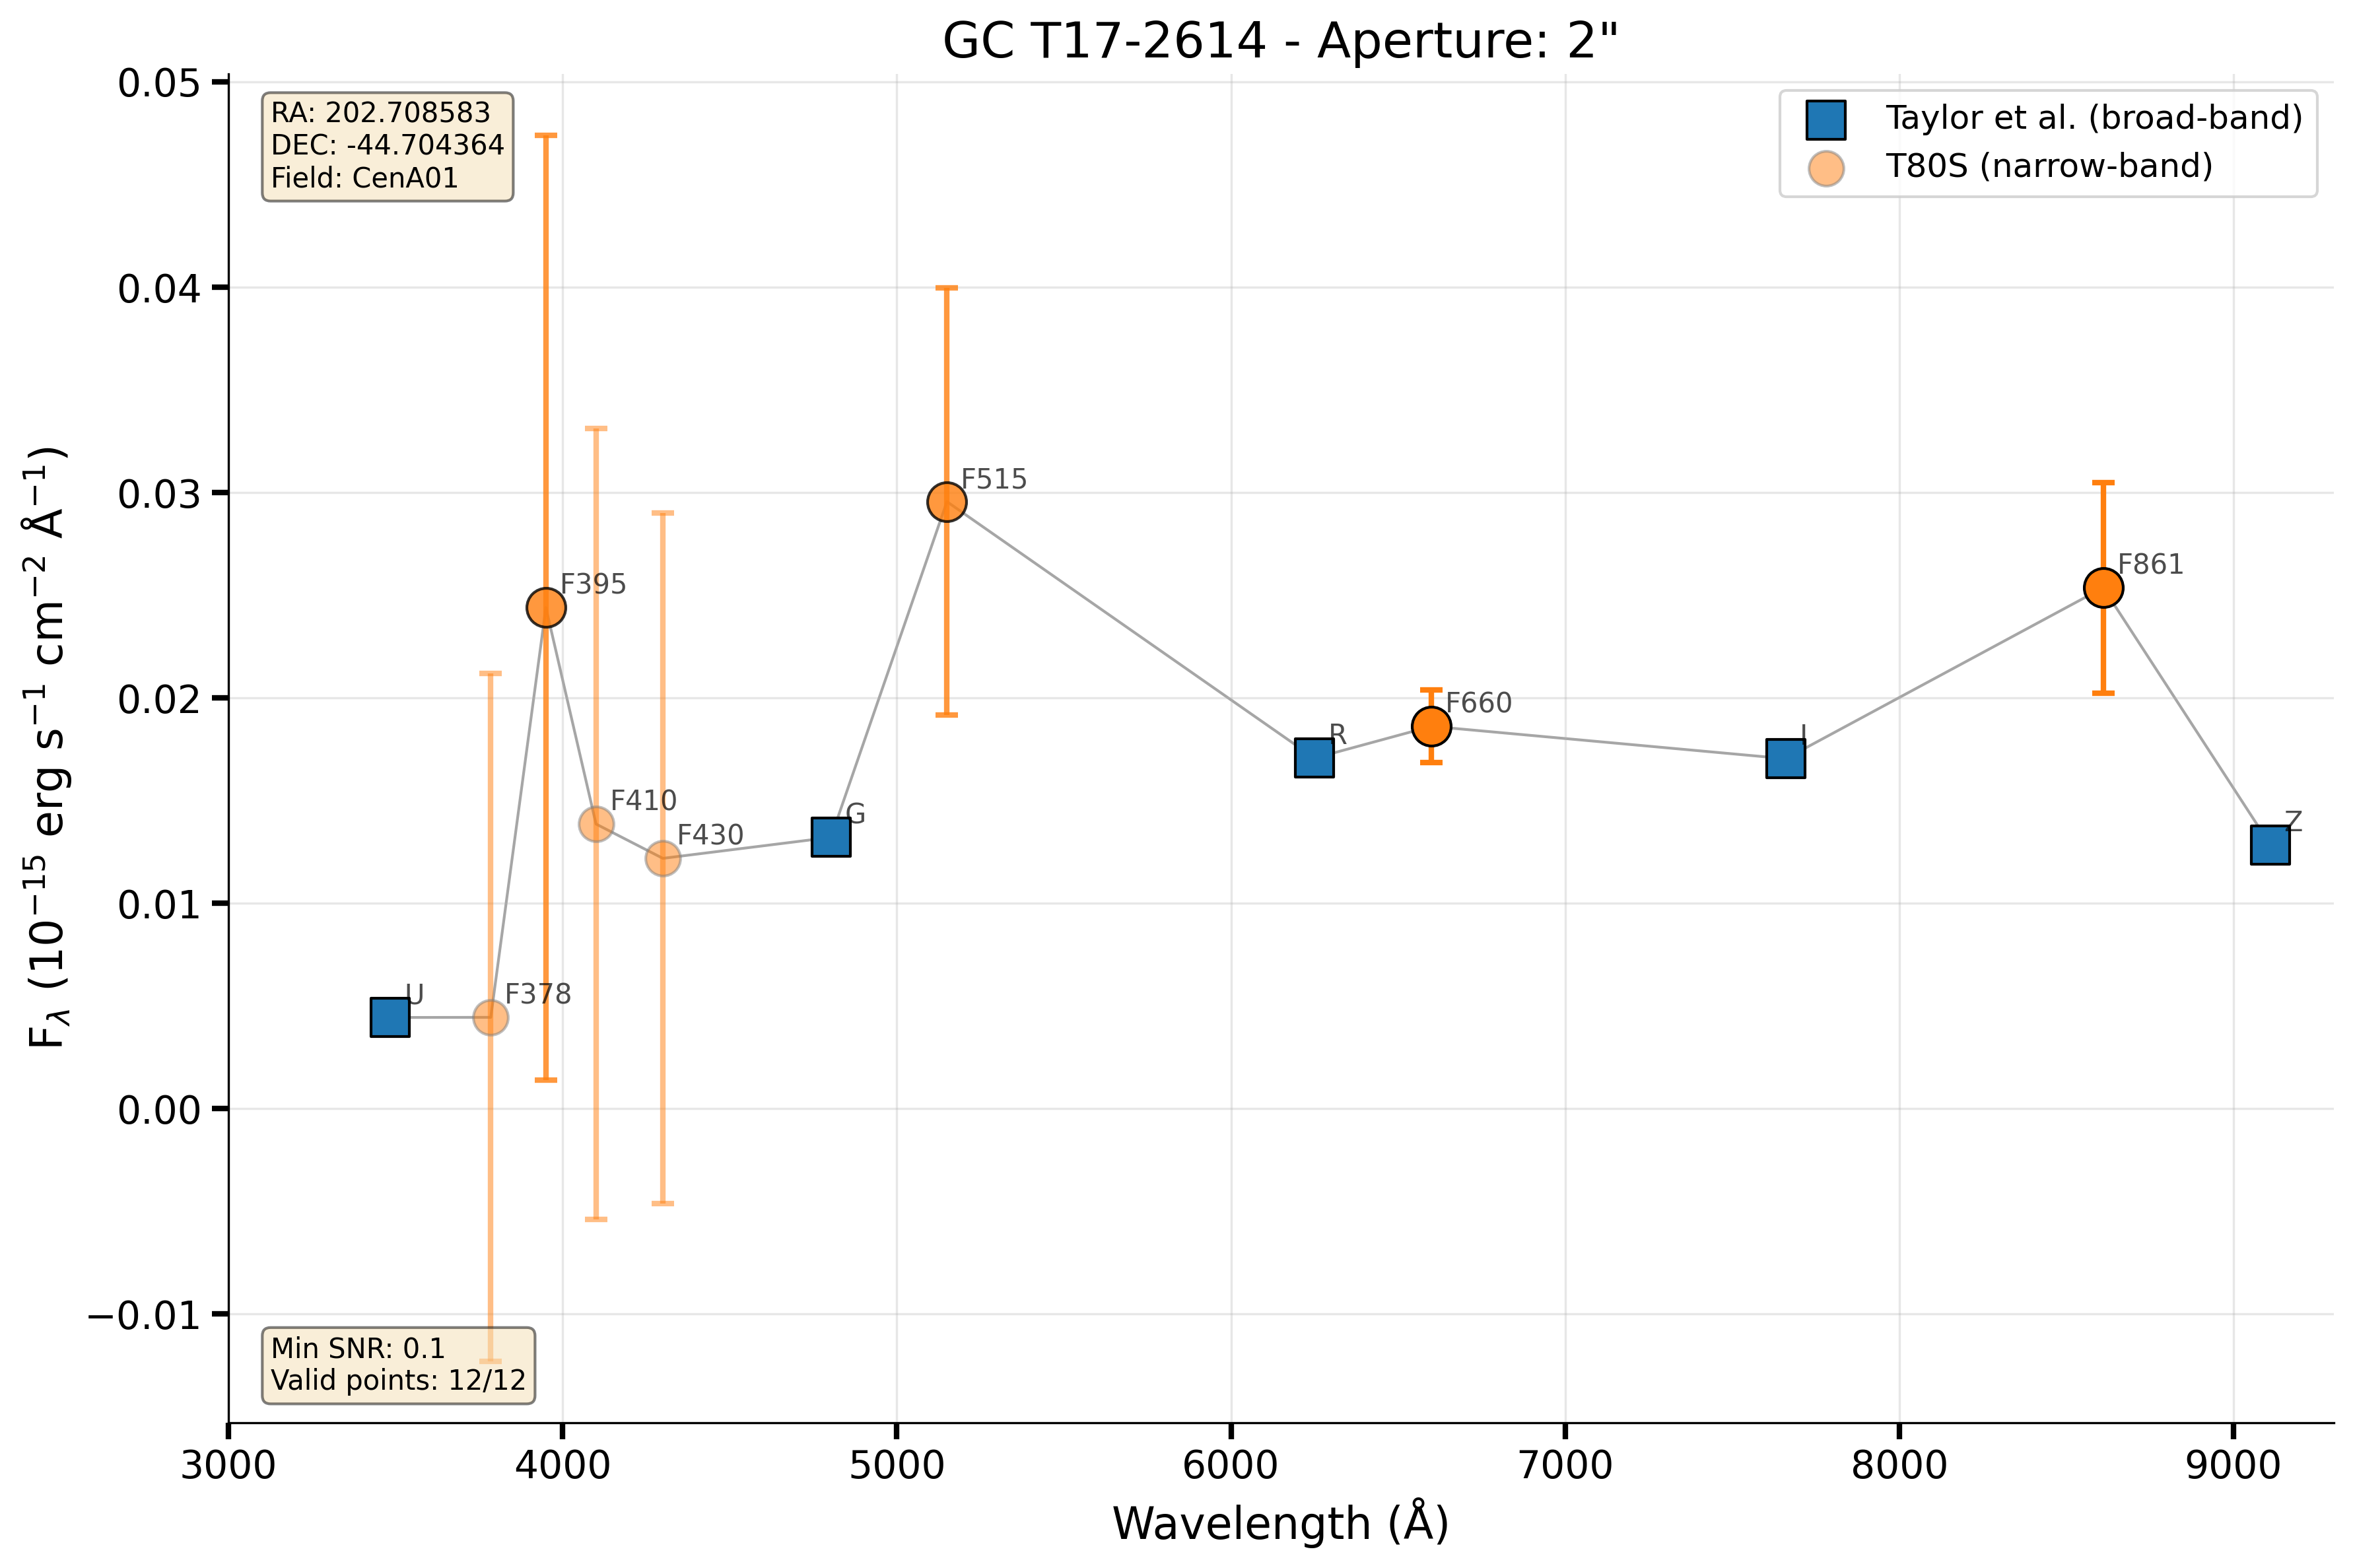 GC T17-2614 - Aperture: 2"
0.05
0.04
0.03
0.02
0.01
0.00
−0.01
F_λ (10⁻¹⁵ erg s⁻¹ cm⁻² Å⁻¹)
RA: 202.708583
DEC: -44.704364
Field: CenA01
Taylor et al. (broad-band)
T80S (narrow-band)
F515
F395
F861
F660
R
I
F410
G
F430
Z
U
F378
Min SNR: 0.1
Valid points: 12/12
3000 4000 5000 6000 7000 8000 9000
Wavelength (Å)